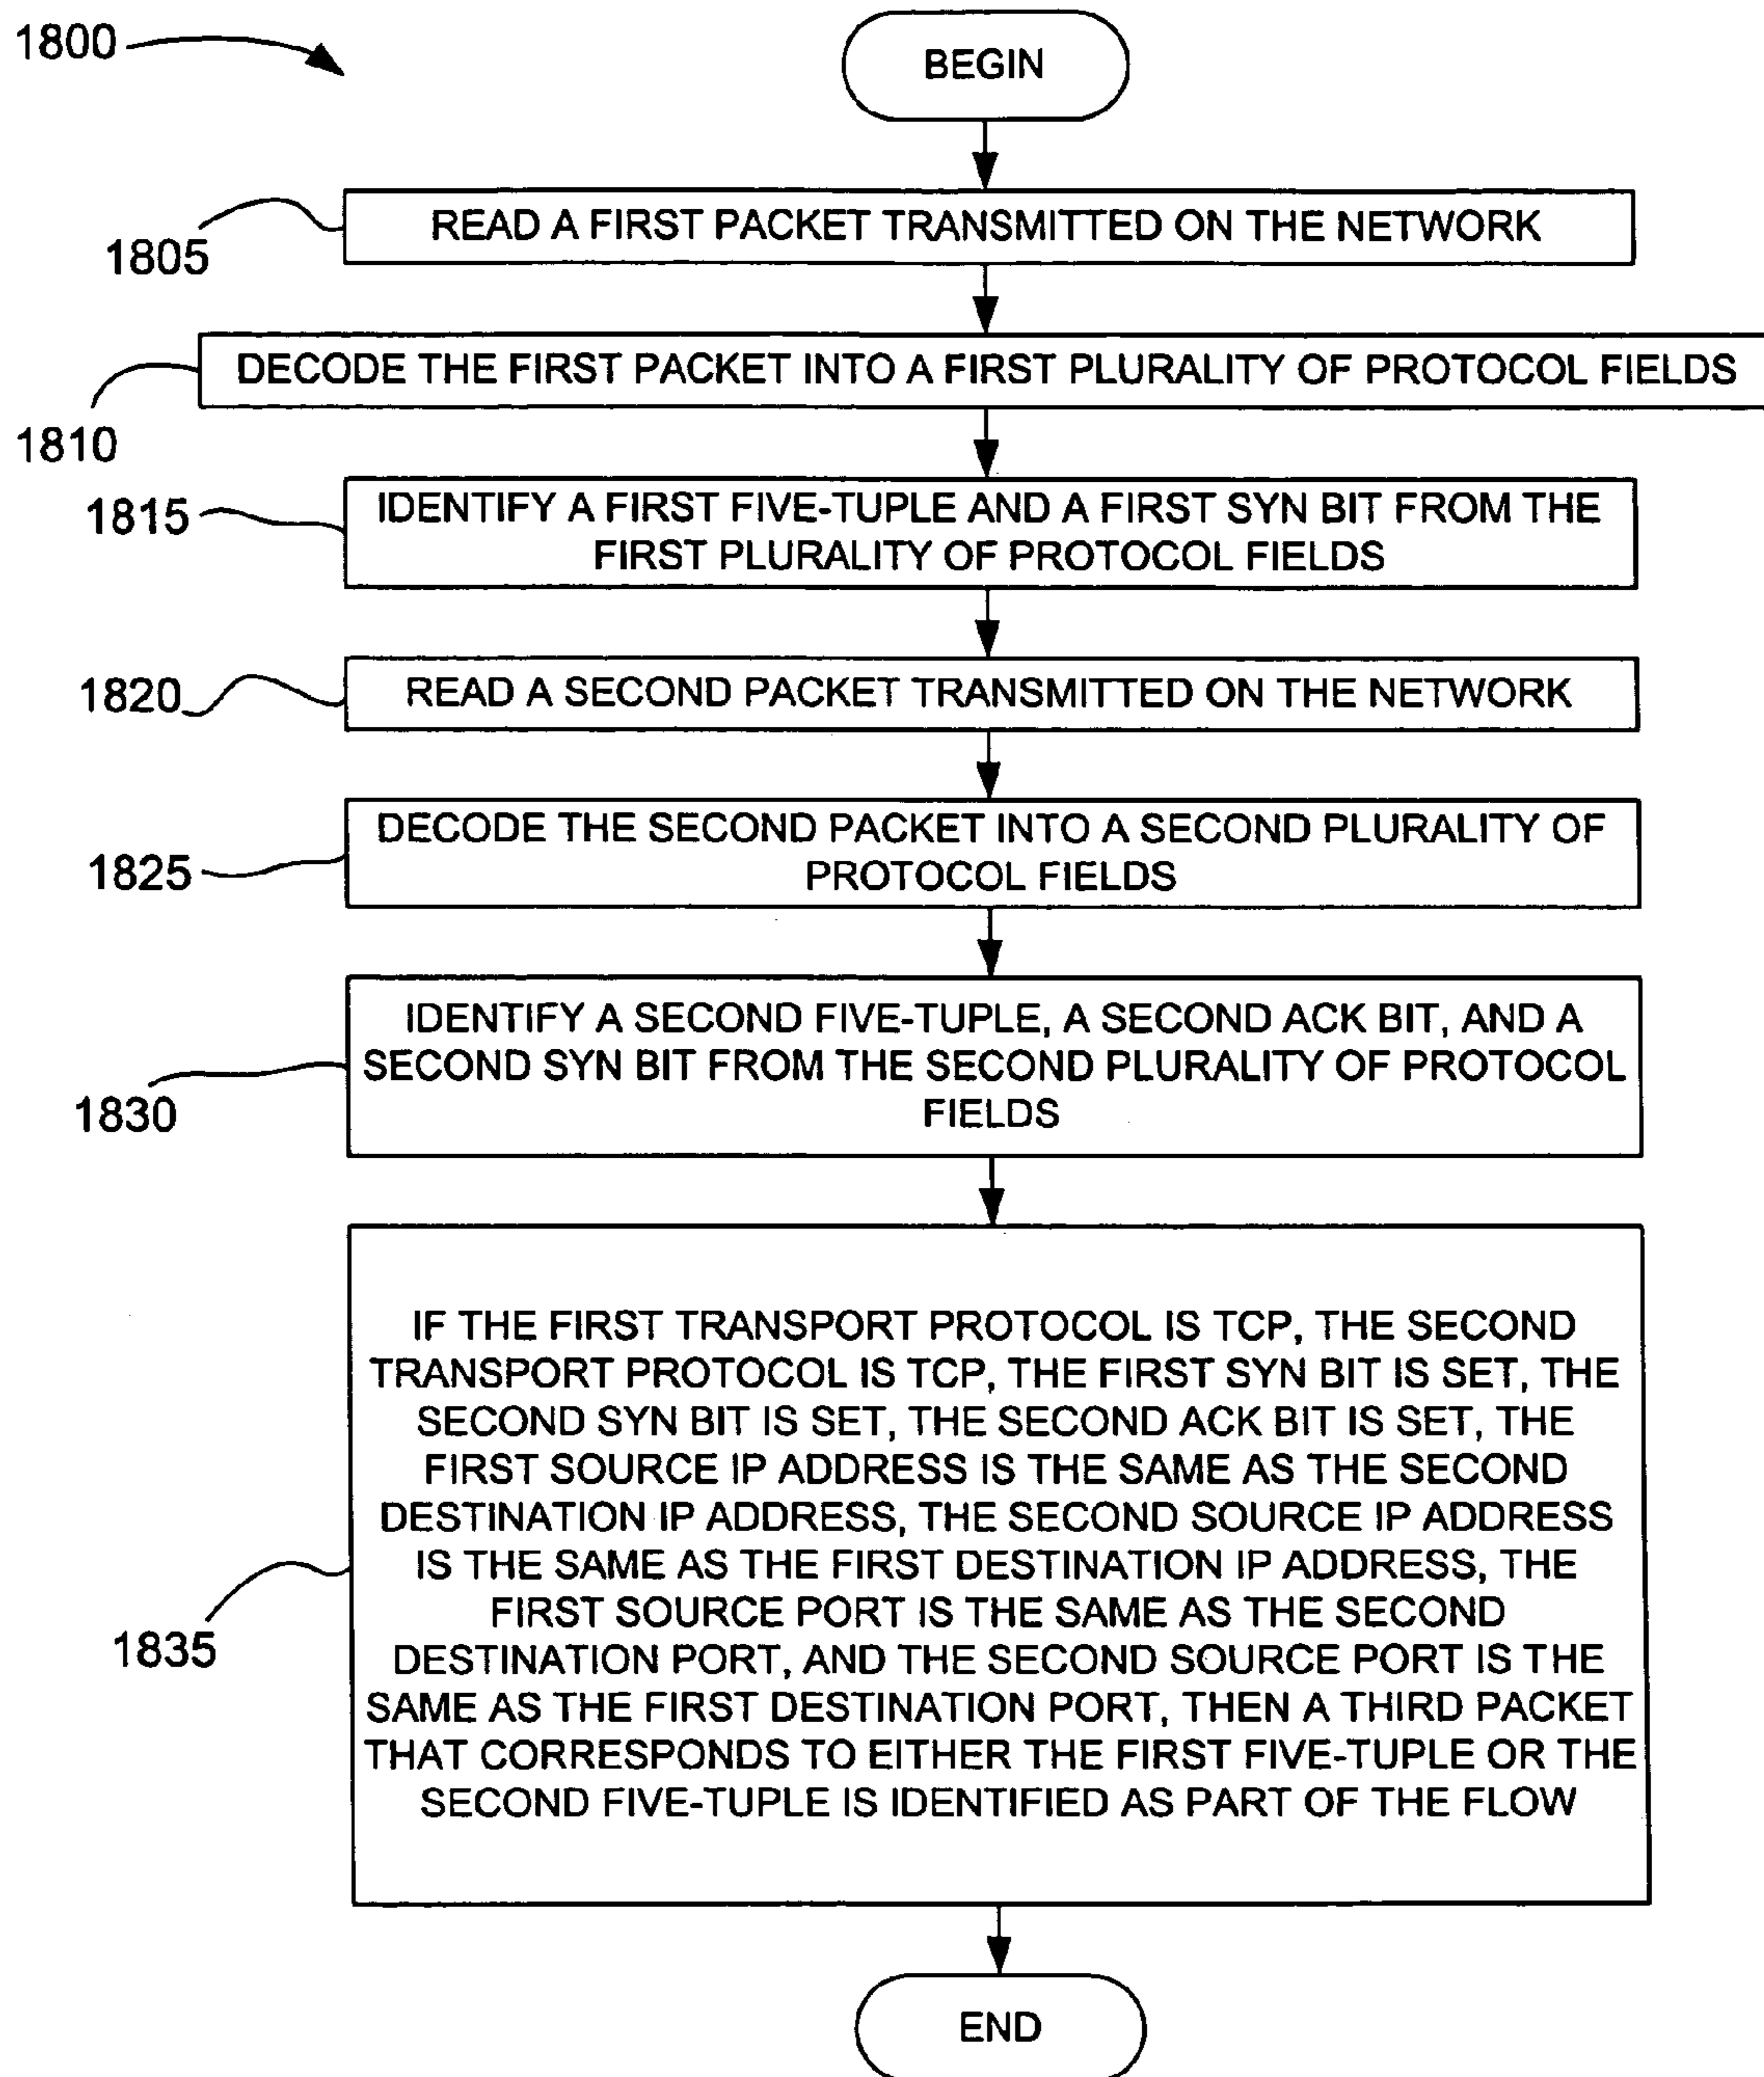 1800
BEGIN
READ A FIRST PACKET TRANSMITTED ON THE NETWORK
1805
DECODE THE FIRST PACKET INTO A FIRST PLURALITY OF PROTOCOL FIELDS
1810
IDENTIFY A FIRST FIVE-TUPLE AND A FIRST SYN BIT FROM THE
FIRST PLURALITY OF PROTOCOL FIELDS
1815
READ A SECOND PACKET TRANSMITTED ON THE NETWORK
1820
DECODE THE SECOND PACKET INTO A SECOND PLURALITY OF
PROTOCOL FIELDS
1825
IDENTIFY A SECOND FIVE-TUPLE, A SECOND ACK BIT, AND A
SECOND SYN BIT FROM THE SECOND PLURALITY OF PROTOCOL
FIELDS
1830
IF THE FIRST TRANSPORT PROTOCOL IS TCP, THE SECOND
TRANSPORT PROTOCOL IS TCP, THE FIRST SYN BIT IS SET, THE
SECOND SYN BIT IS SET, THE SECOND ACK BIT IS SET, THE
FIRST SOURCE IP ADDRESS IS THE SAME AS THE SECOND
DESTINATION IP ADDRESS, THE SECOND SOURCE IP ADDRESS
IS THE SAME AS THE FIRST DESTINATION IP ADDRESS, THE
FIRST SOURCE PORT IS THE SAME AS THE SECOND
DESTINATION PORT, AND THE SECOND SOURCE PORT IS THE
SAME AS THE FIRST DESTINATION PORT, THEN A THIRD PACKET
THAT CORRESPONDS TO EITHER THE FIRST FIVE-TUPLE OR THE
SECOND FIVE-TUPLE IS IDENTIFIED AS PART OF THE FLOW
1835
END